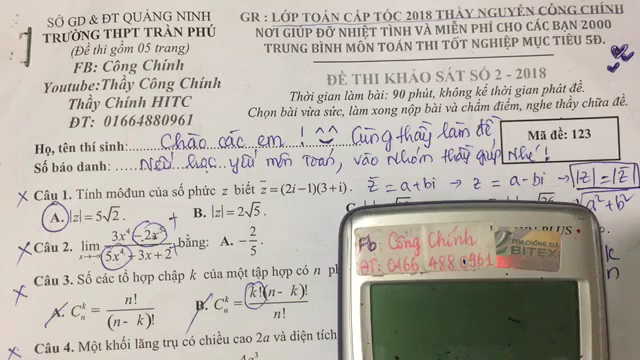 SỞ GD & ĐT QUẢNG NINH
TRƯỜNG THPT TRẦN PHÚ
(Đề thi gồm 05 trang)
FB: Công Chính
Youtube:Thầy Công Chính
Thầy Chính HITC
ĐT: 01664880961
GR : LỚP TOÁN CẤP TỐC 2018 THẦY NGUYỄN CÔNG CHÍNH
NƠI GIÚP ĐỠ NHIỆT TÌNH VÀ MIỄN PHÍ CHO CÁC BẠN 2000
TRUNG BÌNH MÔN TOÁN THI TỐT NGHIỆP MỤC TIÊU 5Đ.
ĐỀ THI KHẢO SÁT SỐ 2 - 2018
Thời gian làm bài: 90 phút, không kể thời gian phát đề.
Chọn bài vừa sức, làm xong nộp bài và chấm điểm, nghe thầy chữa đề.
Họ, tên thí sinh: Chào các em ! ^^ Cùng thầy làm đề
Mã đề: 123
Số báo danh: Nếu học yếu môn Toán, vào Nhóm thầy giúp Nhé !
Câu 1. Tính môđun của số phức z biết z̅ = (2i−1)(3+i). z̅ = a+bi → z = a−bi → |z| = |z̅|
A. |z| = 5√2. B. |z| = 2√5. √a²+b²
Câu 2. lim x→−∞ (3x⁴ − 2x⁵)/(5x⁴ + 3x + 2) bằng: A. −2/5.
Câu 3. Số các tổ hợp chập k của một tập hợp có n
A. Cₙᵏ = n!/(n−k)! B. Cₙᵏ = n!/k!(n−k)!
Câu 4. Một khối lăng trụ có chiều cao 2a và diện tích
TEM CHỐNG GIẢ
BITEX
Fb: Công Chính
ĐT: 0166 488 0961